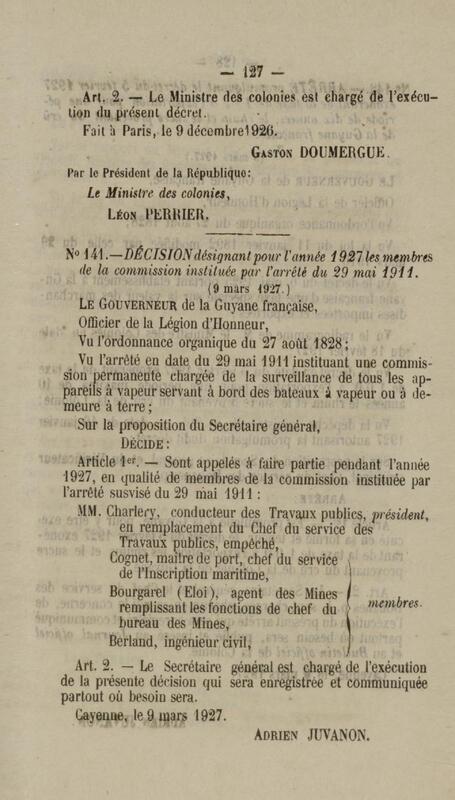 — 127 —
Art. 2. — Le Ministre des colonies est chargé de l'exécu-
tion du présent décret.
Fait à Paris, le 9 décembre 1926.
Gaston DOUMERGUE.
Par le Président de la République:
Le Ministre des colonies,
Léon PERRIER.
No 141.—DÉCISION désignant pour l'année 1927 les membres
de la commission instituée par l'arrêté du 29 mai 1911.
(9 mars 1927.)
Le Gouverneur de la Guyane française,
Officier de la Légion d'Honneur,
Vu l'ordonnance organique du 27 août 1828;
Vu l'arrêté en date du 29 mai 1911 instituant une commis-
sion permanente chargée de la surveillance de tous les ap-
pareils à vapeur servant à bord des bateaux à vapeur ou à de-
meure à terre;
Sur la proposition du Secrétaire général,
Décide:
Article 1er. — Sont appelés à faire partie pendant l'année
1927, en qualité de membres de la commission instituée par
l'arrêté susvisé du 29 mai 1911:
MM. Charlery, conducteur des Travaux publics, président,
en remplacement du Chef du service des
Travaux publics, empêché,
Cognet, maître de port, chef du service
de l'Inscription maritime,
Bourgarel (Eloi), agent des Mines
remplissant les fonctions de chef du
bureau des Mines,
membres.
Berland, ingénieur civil,
Art. 2. — Le Secrétaire général est chargé de l'exécution
de la présente décision qui sera enregistrée et communiquée
partout où besoin sera.
Cayenne, le 9 mars 1927.
Adrien JUVANON.